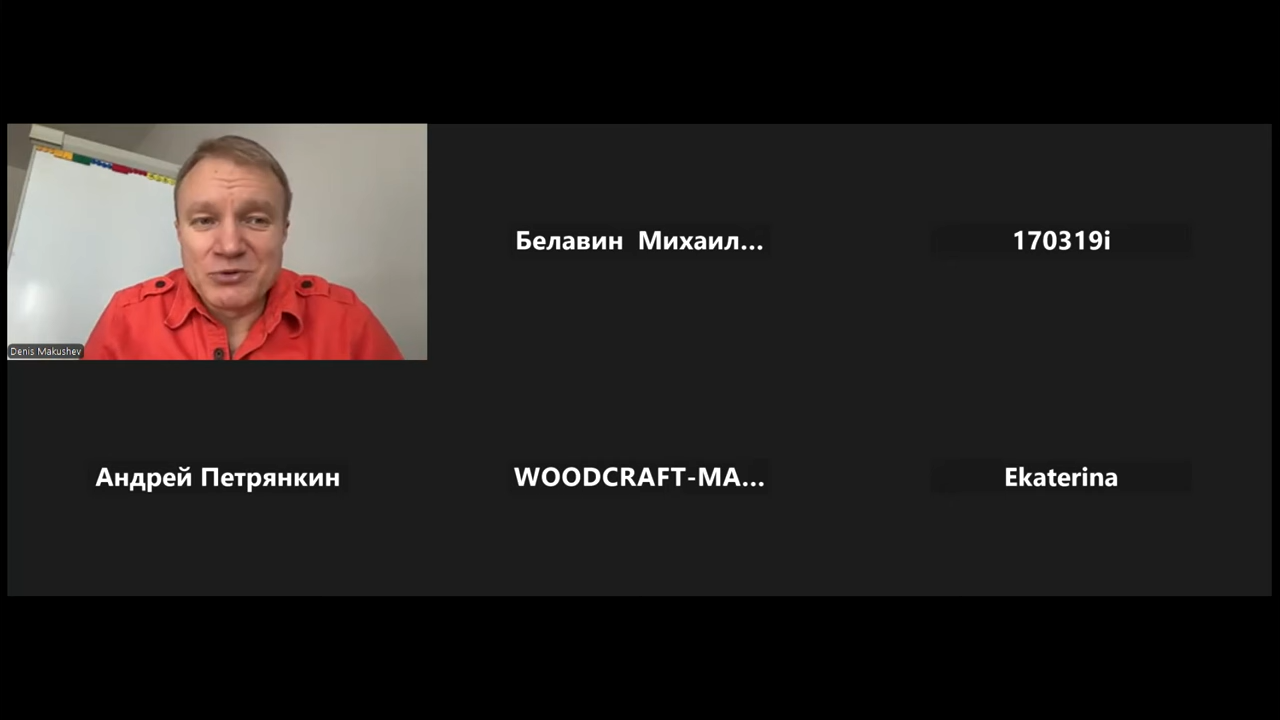 Denis Makushev
Белавин Михаил...
170319i
Андрей Петрянкин
WOODCRAFT-MA...
Ekaterina